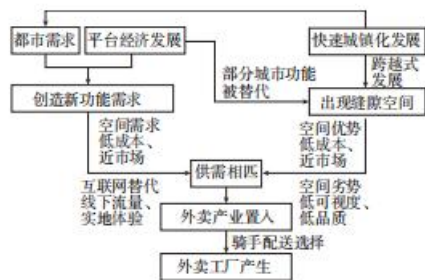 都市需求
平台经济发展
快速城镇化发展
部分城市功能
被替代
跨越式
发展
创造新功能需求
出现缝隙空间
空间需求
低成本、
近市场
空间优势
低成本、
近市场
供需相匹
互联网替代
线下流量、
实地体验
空间劣势
低可视度、
低品质
外卖产业置入
骑手配送选择
外卖工厂产生